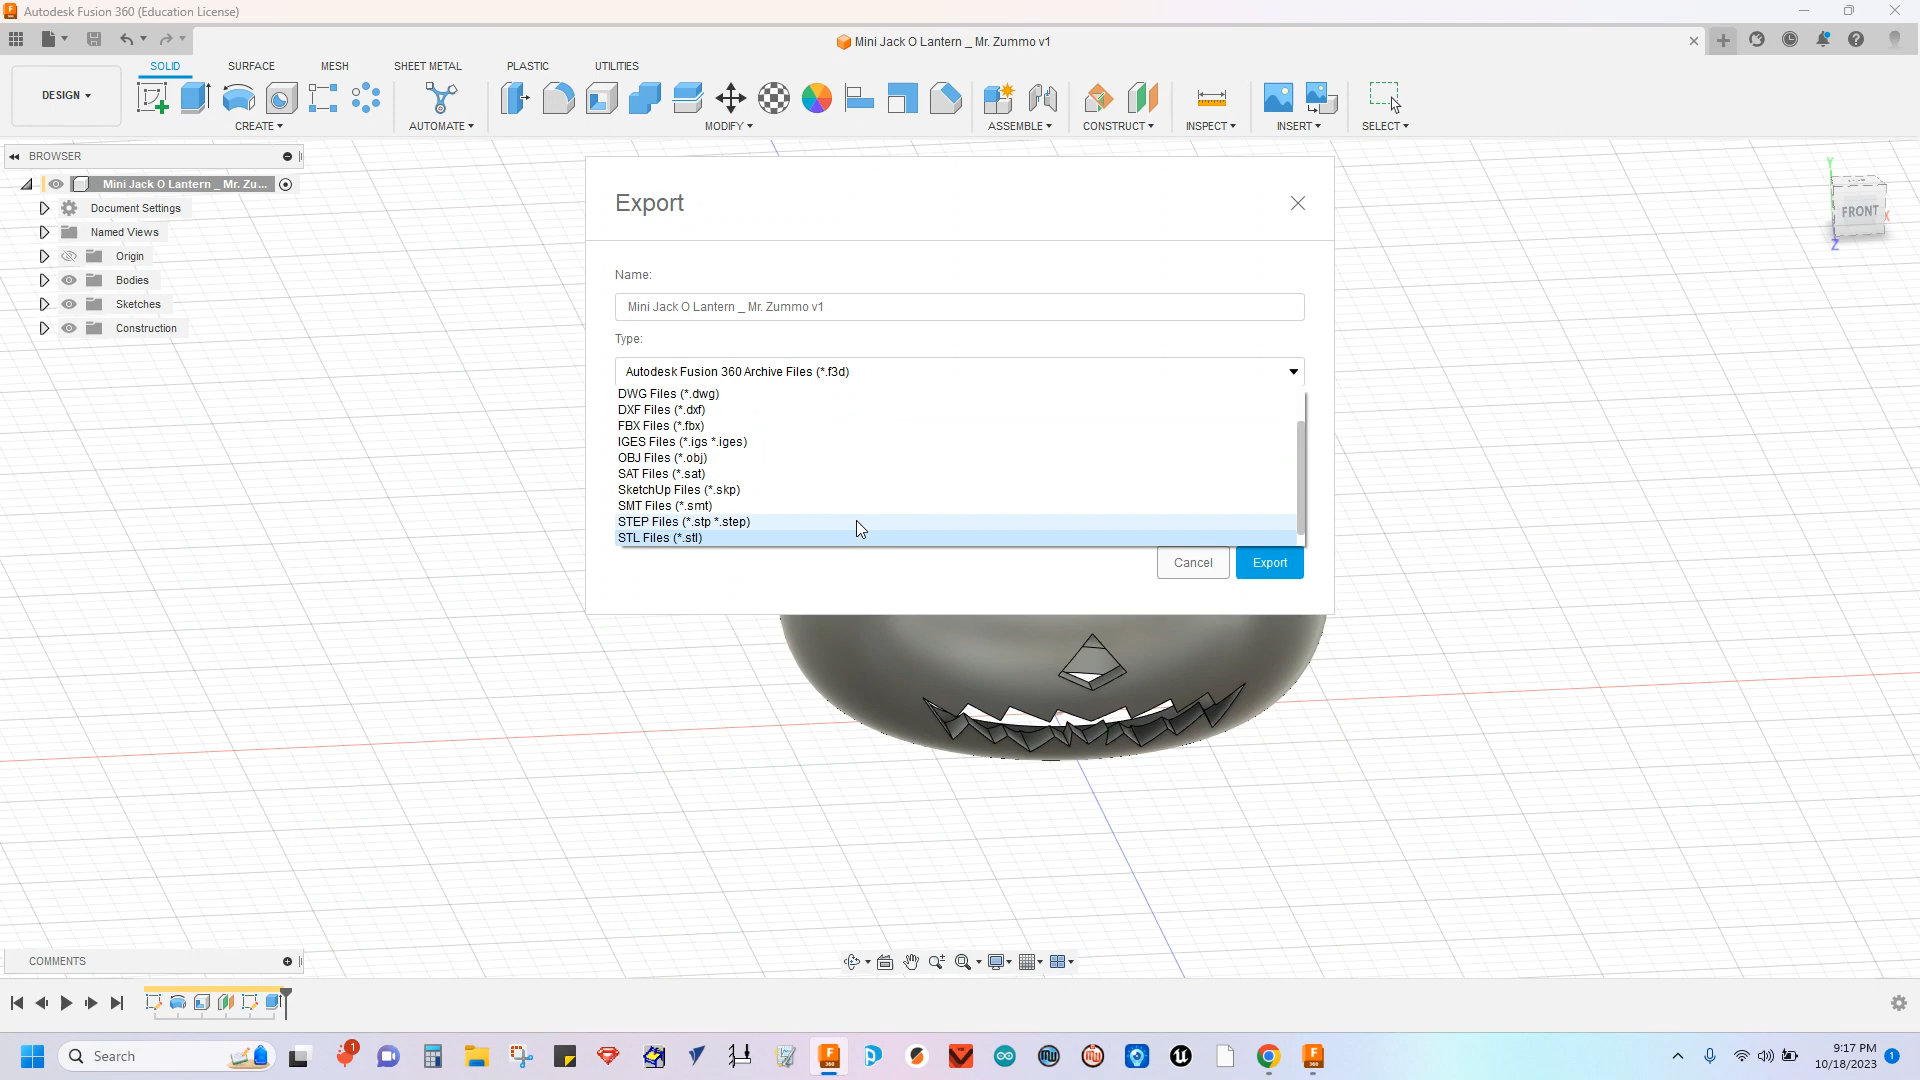 Autodesk Fusion 360 (Education License)
Mini Jack O Lantern _ Mr. Zummo v1
SOLID SURFACE MESH SHEET METAL PLASTIC UTILITIES
DESIGN
CREATE AUTOMATE MODIFY ASSEMBLE CONSTRUCT INSPECT INSERT SELECT
BROWSER
Mini Jack O Lantern _ Mr. Zu...
Document Settings
Named Views
Origin
Bodies
Sketches
Construction
Export
Name:
Mini Jack O Lantern _ Mr. Zummo v1
Type:
Autodesk Fusion 360 Archive Files (*.f3d)
DWG Files (*.dwg)
DXF Files (*.dxf)
FBX Files (*.fbx)
IGES Files (*.igs *.iges)
OBJ Files (*.obj)
SAT Files (*.sat)
SketchUp Files (*.skp)
SMT Files (*.smt)
STEP Files (*.stp *.step)
STL Files (*.stl)
Cancel Export
Y
FRONT
X
Z
COMMENTS
Search
1
9:17 PM
10/18/2023
1